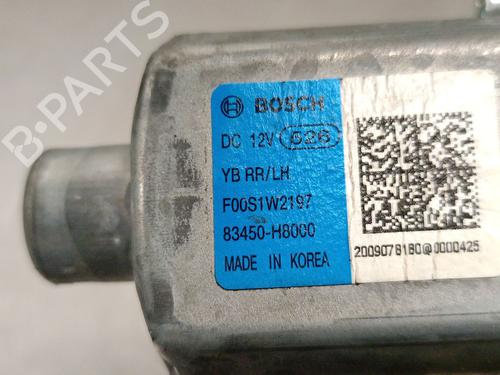 B-PARTS
BOSCH
DC 12V 526
YB RR/LH
F00S1W2197
83450-H8000
MADE IN KOREA
2009078180@0000425